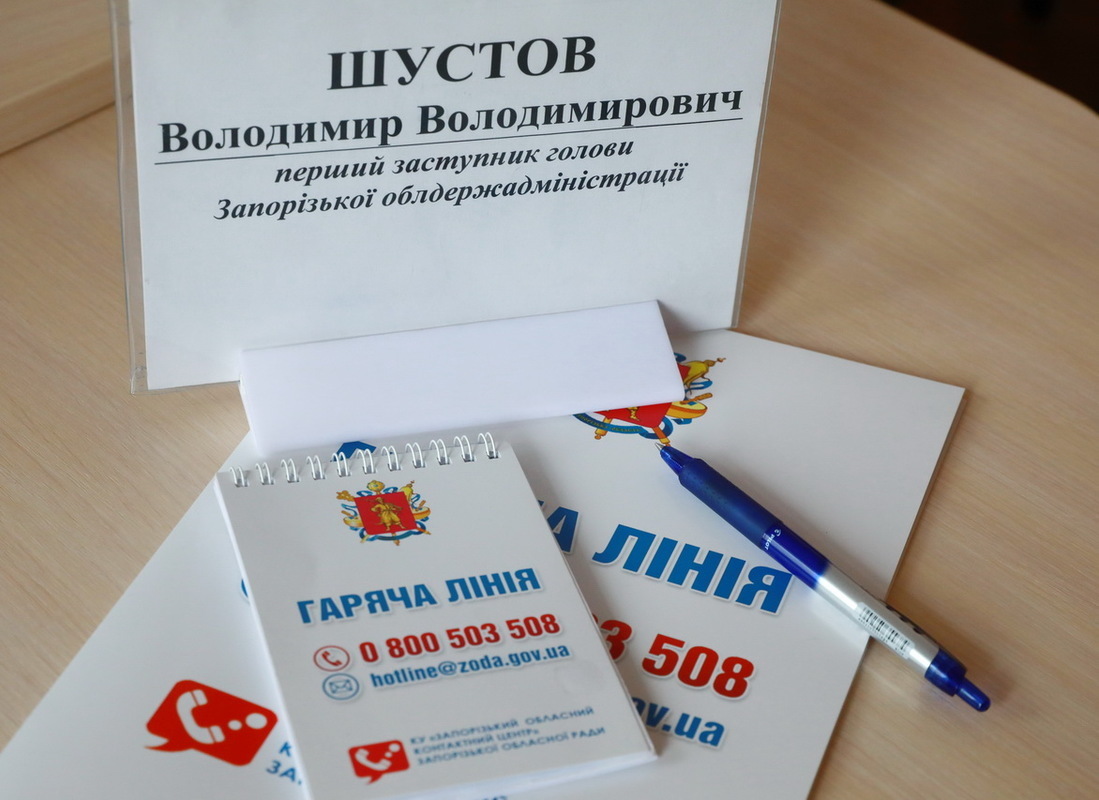 ШУСТОВ
Володимир Володимирович
перший заступник голови
Запорізької облдержадміністрації
ГАРЯЧА ЛІНІЯ
0 800 503 508
hotline@zoda.gov.ua
КУ «ЗАПОРІЗЬКИЙ ОБЛАСНИЙ
КОНТАКТНИЙ ЦЕНТР»
ЗАПОРІЗЬКОЇ ОБЛАСНОЇ РАДИ
ЛІНІЯ
508
ov.ua
PILOT